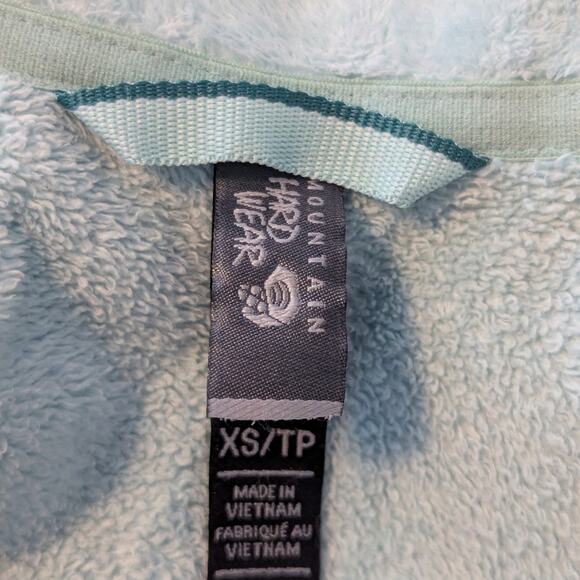 MOUNTAIN
HARD
WEAR
XS/TP
MADE IN
VIETNAM
FABRIQUÉ AU
VIETNAM